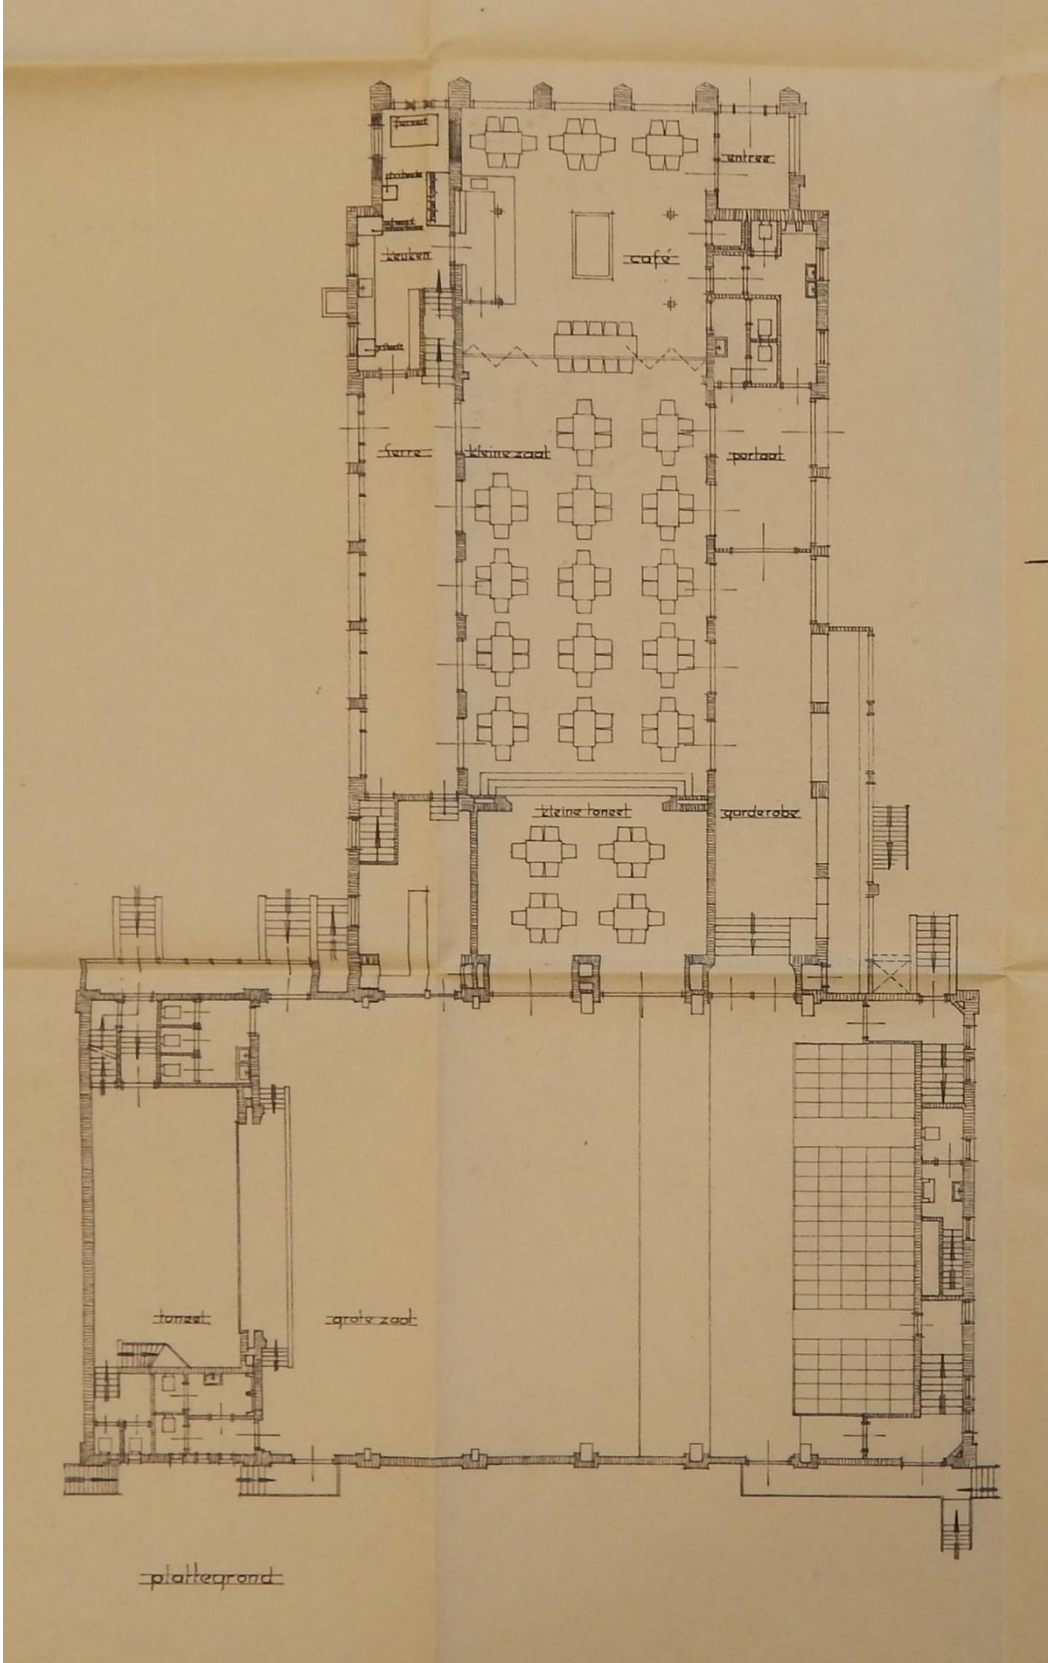 entree
café
keuken
serre
kleine zaal
portaal
kleine toneel
garderobe
toneel
grote zaal
plattegrond